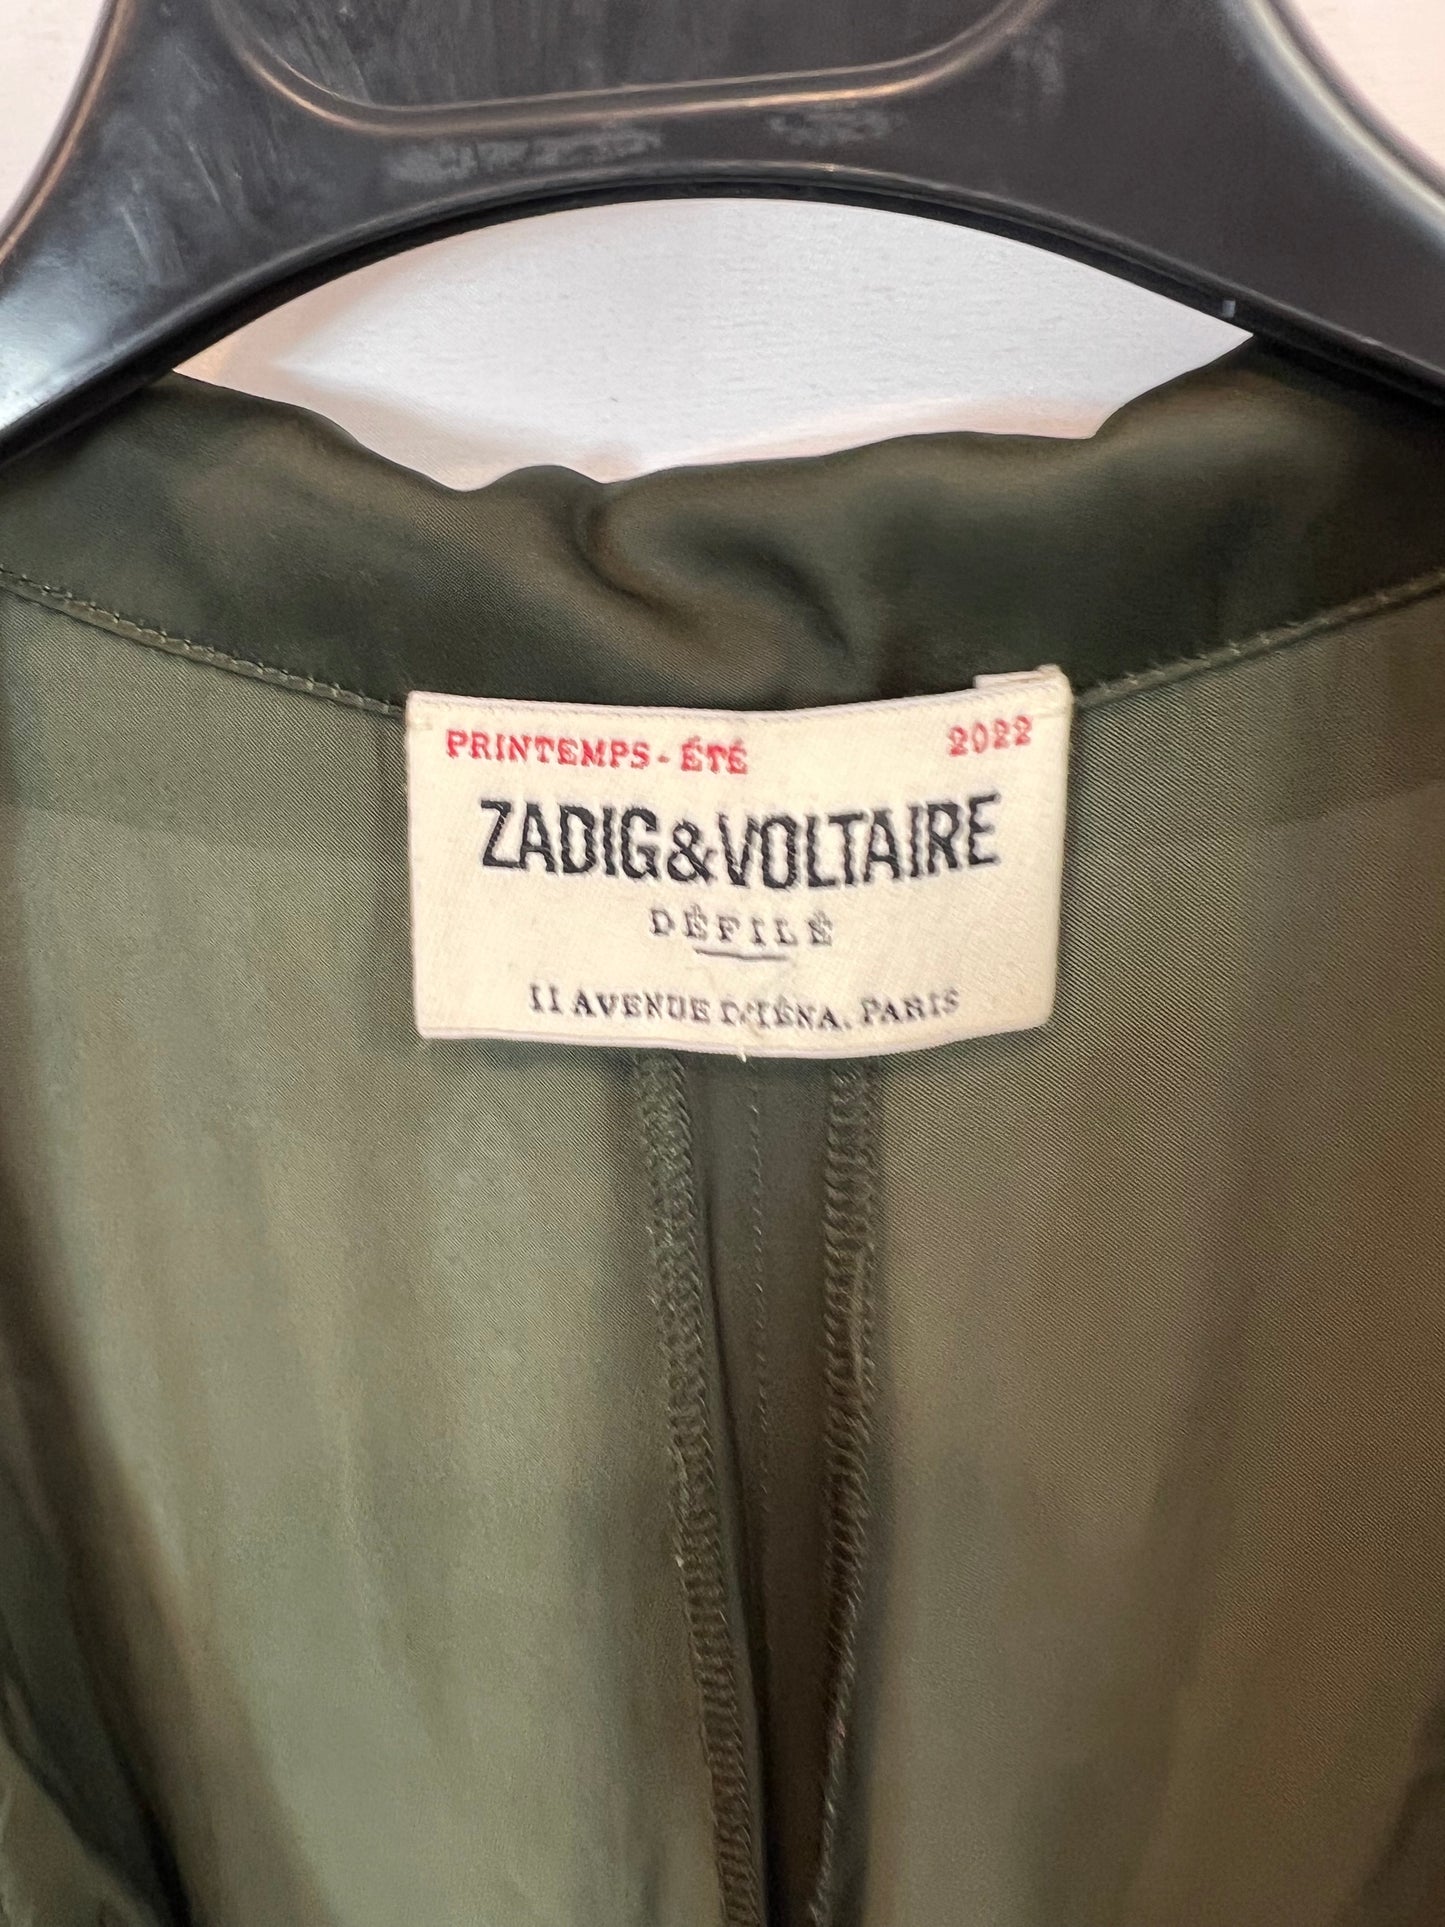 PRINTEMPS-ÉTÉ 2022
ZADIG&VOLTAIRE
DÉFILÉ
11 AVENUE D'IÉNA, PARIS